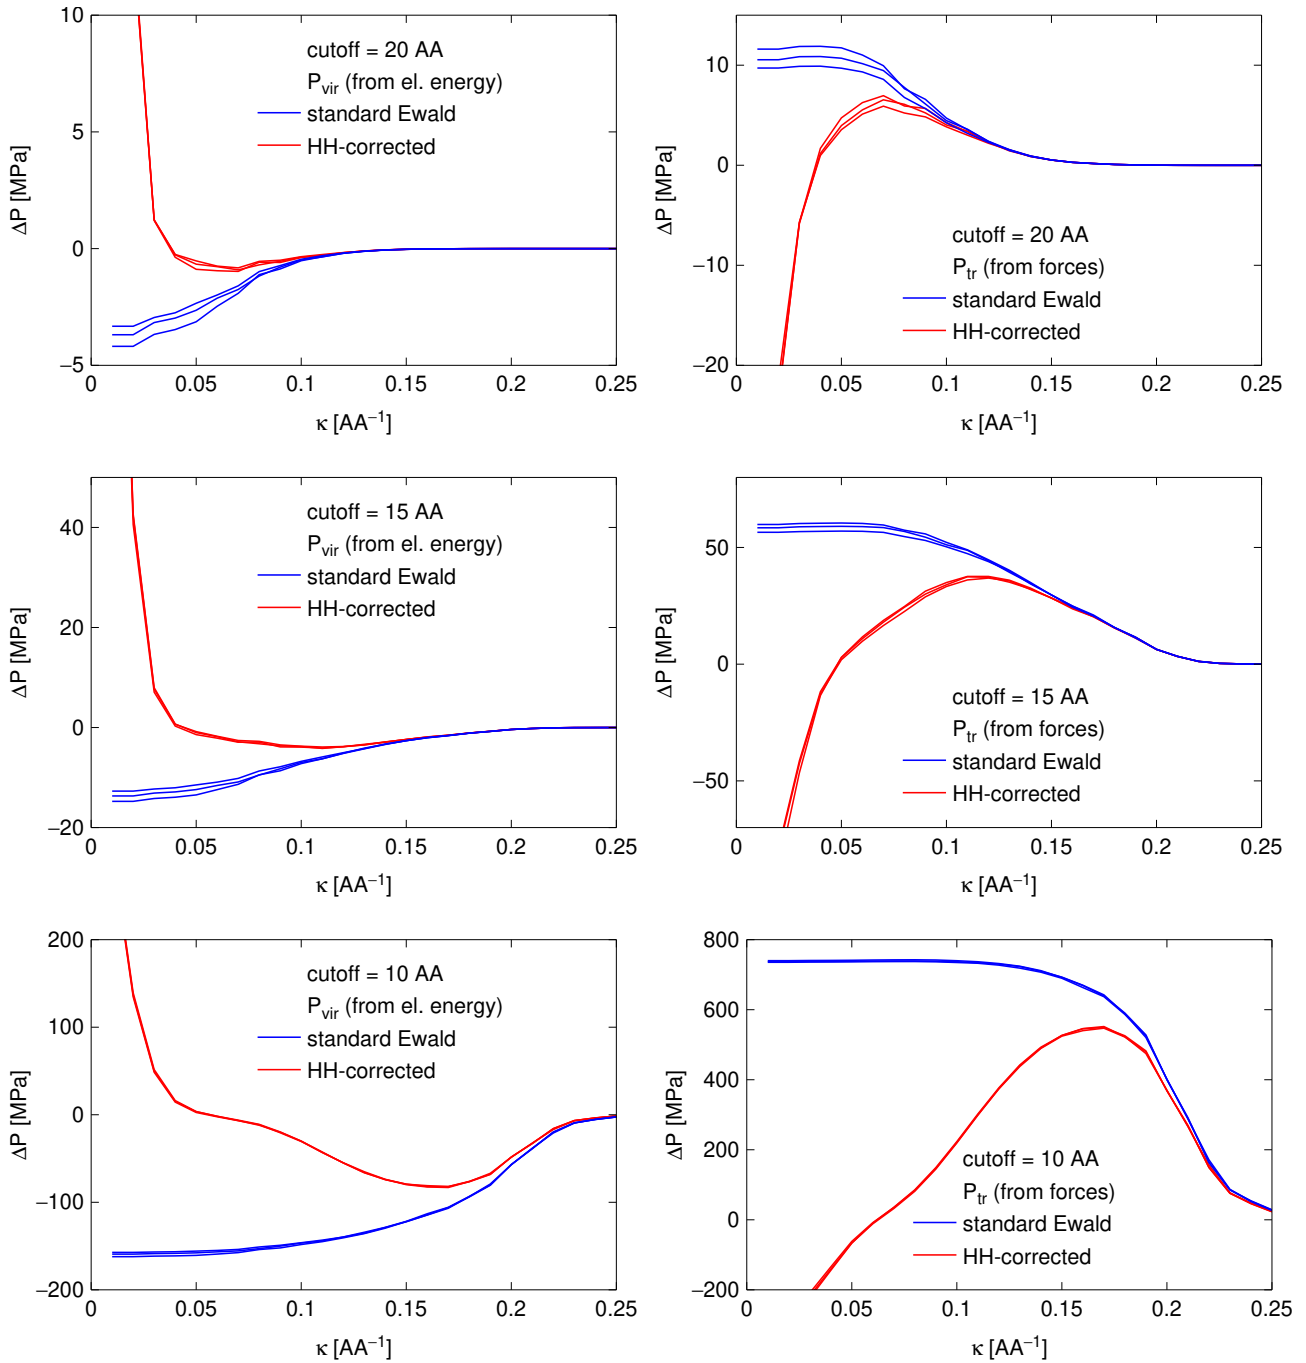 10
5
0
−5
ΔP [MPa]
cutoff = 20 AA
P_vir (from el. energy)
standard Ewald
HH-corrected
0 0.05 0.1 0.15 0.2 0.25
κ [AA⁻¹]
10
0
−10
−20
ΔP [MPa]
cutoff = 20 AA
P_tr (from forces)
standard Ewald
HH-corrected
0 0.05 0.1 0.15 0.2 0.25
κ [AA⁻¹]
40
20
0
−20
ΔP [MPa]
cutoff = 15 AA
P_vir (from el. energy)
standard Ewald
HH-corrected
0 0.05 0.1 0.15 0.2 0.25
κ [AA⁻¹]
50
0
−50
ΔP [MPa]
cutoff = 15 AA
P_tr (from forces)
standard Ewald
HH-corrected
0 0.05 0.1 0.15 0.2 0.25
κ [AA⁻¹]
200
100
0
−100
−200
ΔP [MPa]
cutoff = 10 AA
P_vir (from el. energy)
standard Ewald
HH-corrected
0 0.05 0.1 0.15 0.2 0.25
κ [AA⁻¹]
800
600
400
200
0
−200
ΔP [MPa]
cutoff = 10 AA
P_tr (from forces)
standard Ewald
HH-corrected
0 0.05 0.1 0.15 0.2 0.25
κ [AA⁻¹]